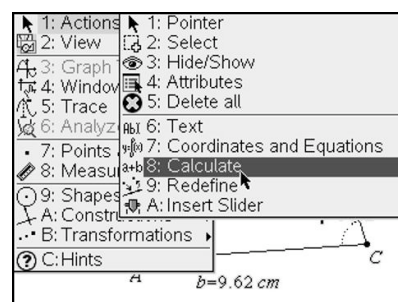 1: Actions
2: View
3: Graph
4: Window
5: Trace
6: Analyz
7: Points
8: Measu
9: Shapes
A: Constru
B: Transformations
C: Hints
1: Pointer
2: Select
3: Hide/Show
4: Attributes
5: Delete all
6: Text
7: Coordinates and Equations
8: Calculate
9: Redefine
A: Insert Slider
C
A
b=9.62 cm